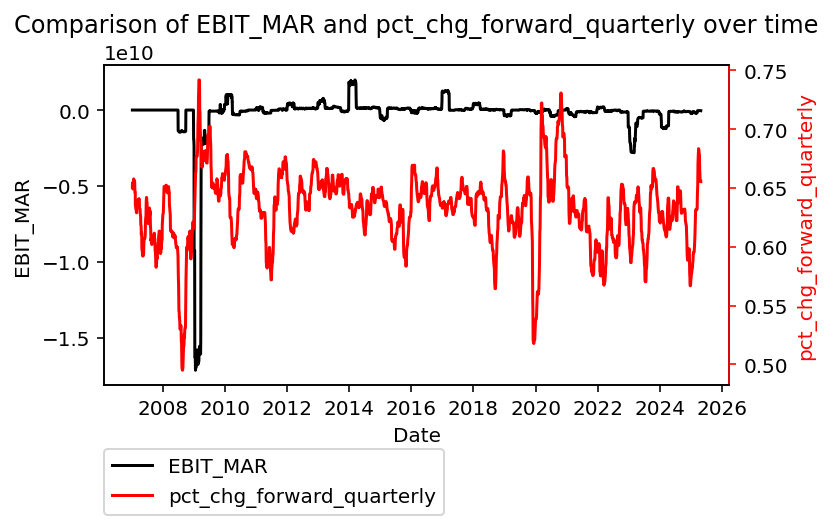 Comparison of EBIT_MAR and pct_chg_forward_quarterly over time
1e10
0.0
−0.5
−1.0
−1.5
EBIT_MAR
0.75
0.70
0.65
0.60
0.55
0.50
pct_chg_forward_quarterly
2008 2010 2012 2014 2016 2018 2020 2022 2024 2026
Date
EBIT_MAR
pct_chg_forward_quarterly